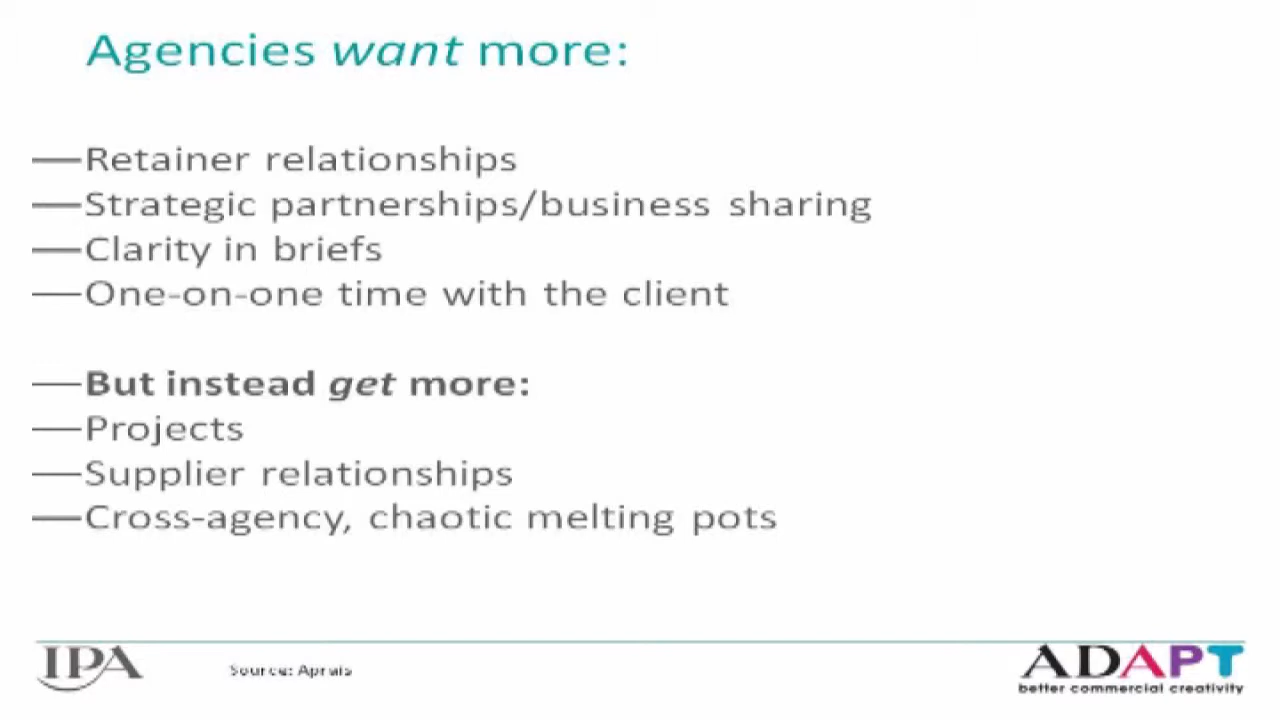 Agencies want more:
—Retainer relationships
—Strategic partnerships/business sharing
—Clarity in briefs
—One-on-one time with the client
—But instead get more:
—Projects
—Supplier relationships
—Cross-agency, chaotic melting pots
IPA
Source: Aprais
ADAPT
better commercial creativity